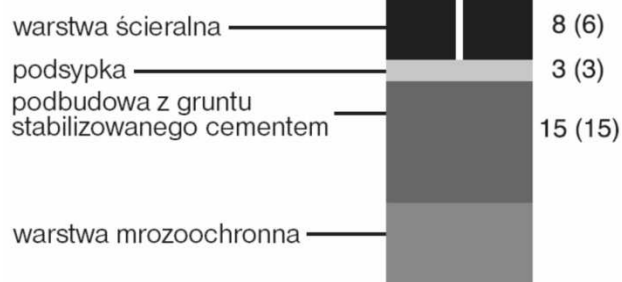 warstwa ścieralna 8 (6)
podsypka 3 (3)
podbudowa z gruntu
stabilizowanego cementem 15 (15)
warstwa mrozoochronna